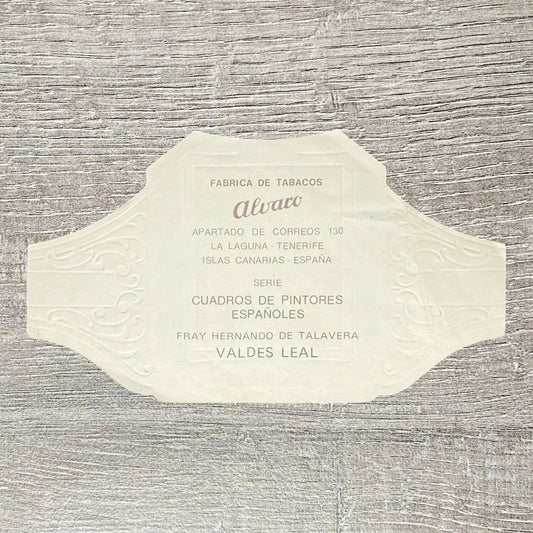 FABRICA DE TABACOS
Alvaro
APARTADO DE CORREOS 130
LA LAGUNA - TENERIFE
ISLAS CANARIAS - ESPAÑA
SERIE
CUADROS DE PINTORES
ESPAÑOLES
FRAY HERNANDO DE TALAVERA
VALDES LEAL